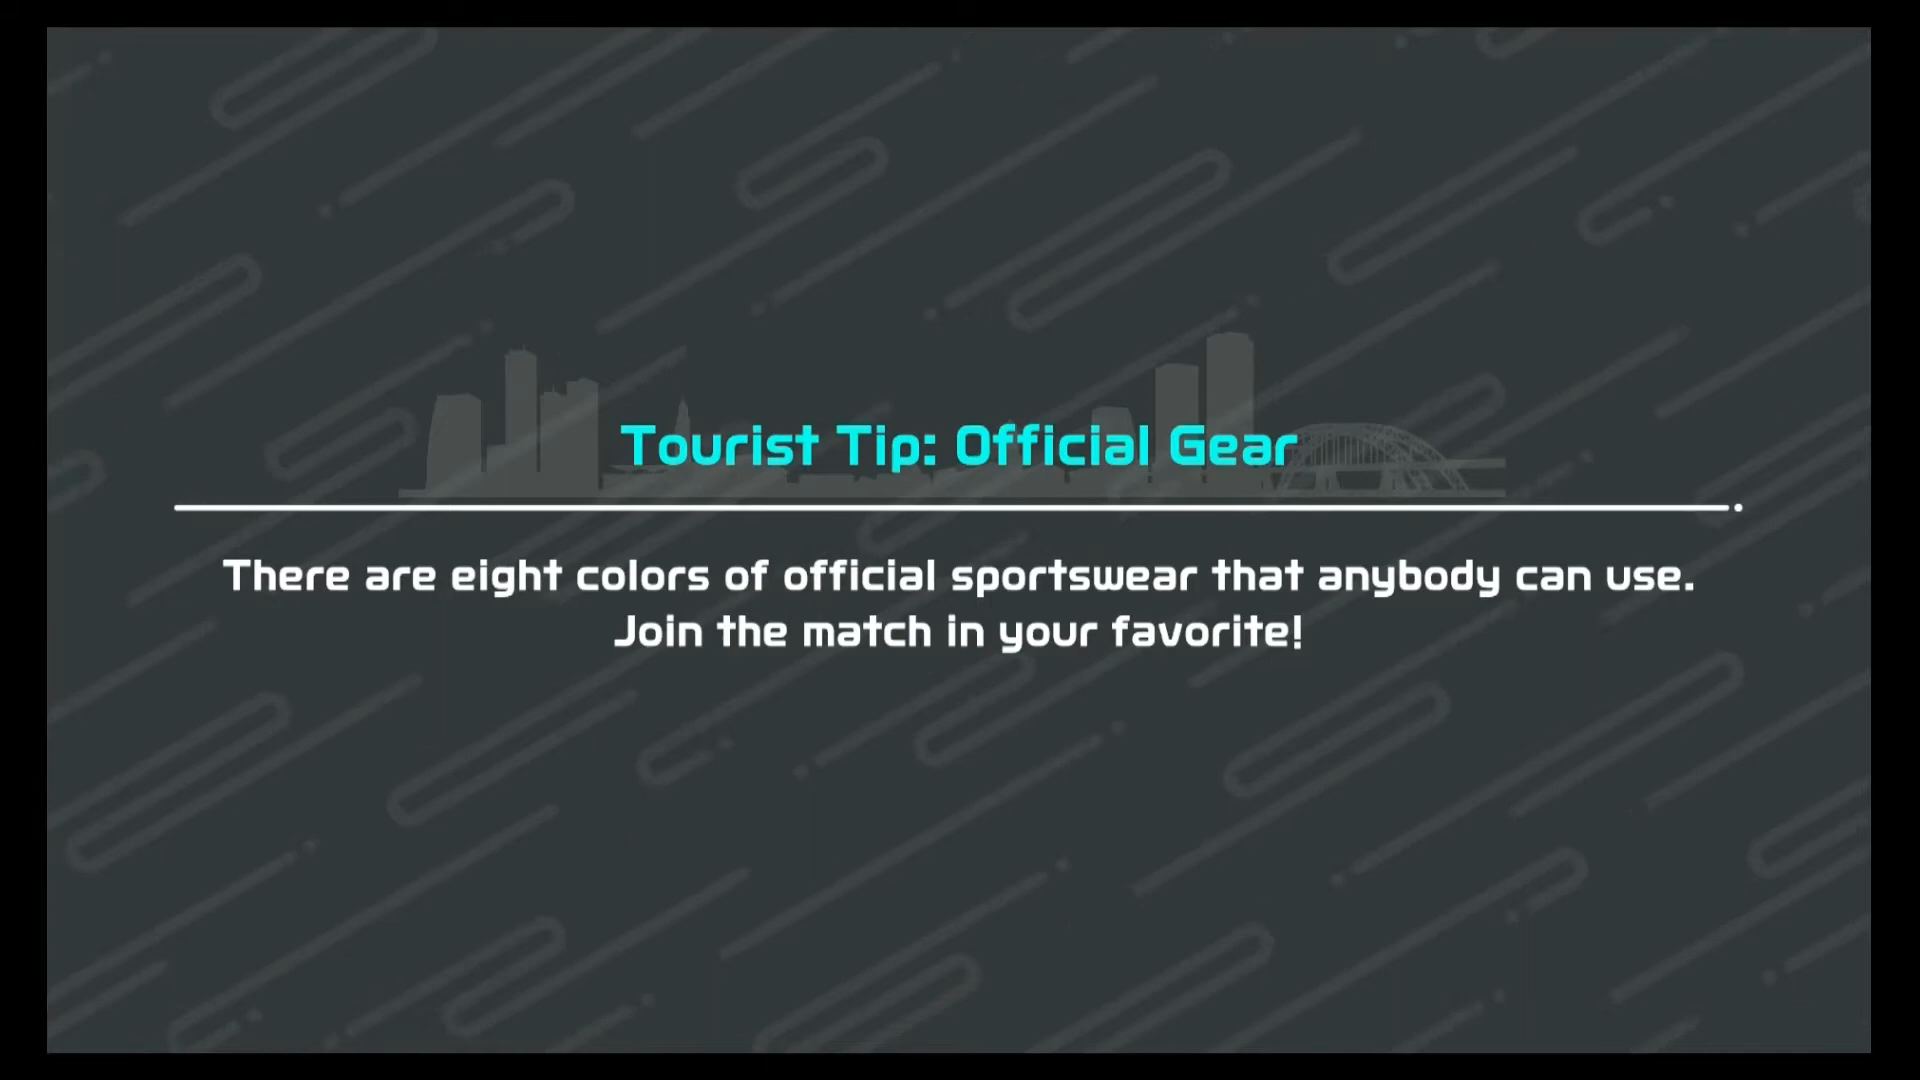 Tourist Tip: Official Gear
There are eight colors of official sportswear that anybody can use.
Join the match in your favorite!